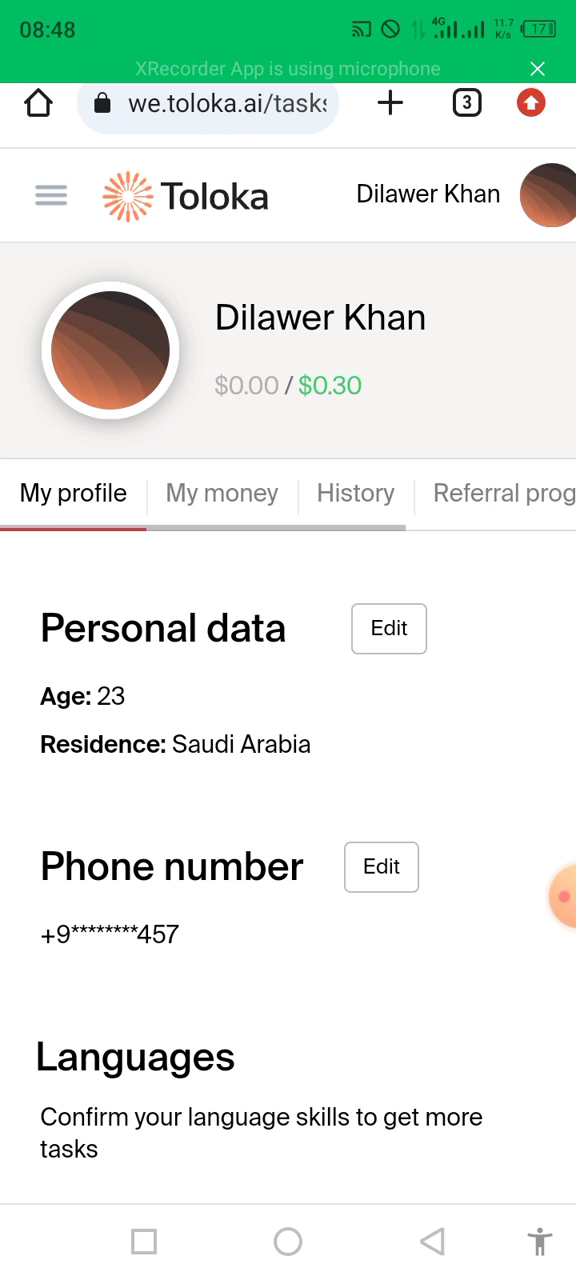 08:48
4G
11.7
K/s
17
XRecorder App is using microphone
we.toloka.ai/tasks
3
Toloka
Dilawer Khan
Dilawer Khan
$0.00 / $0.30
My profile
My money
History
Referral prog
Personal data
Edit
Age: 23
Residence: Saudi Arabia
Phone number
Edit
+9********457
Languages
Confirm your language skills to get more
tasks